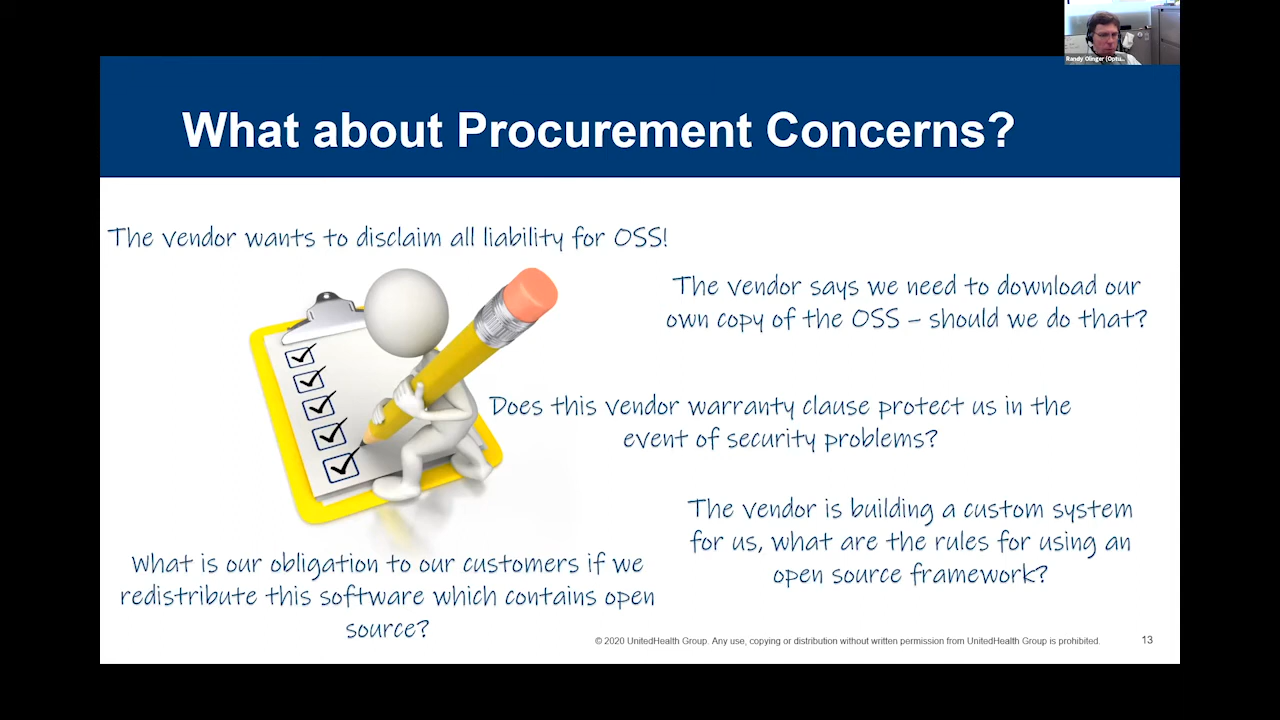 Randy Olinger (Optu...
What about Procurement Concerns?
The vendor wants to disclaim all liability for OSS!
The vendor says we need to download our
own copy of the OSS – should we do that?
Does this vendor warranty clause protect us in the
event of security problems?
The vendor is building a custom system
for us, what are the rules for using an
open source framework?
What is our obligation to our customers if we
redistribute this software which contains open
source?
© 2020 UnitedHealth Group. Any use, copying or distribution without written permission from UnitedHealth Group is prohibited.
13